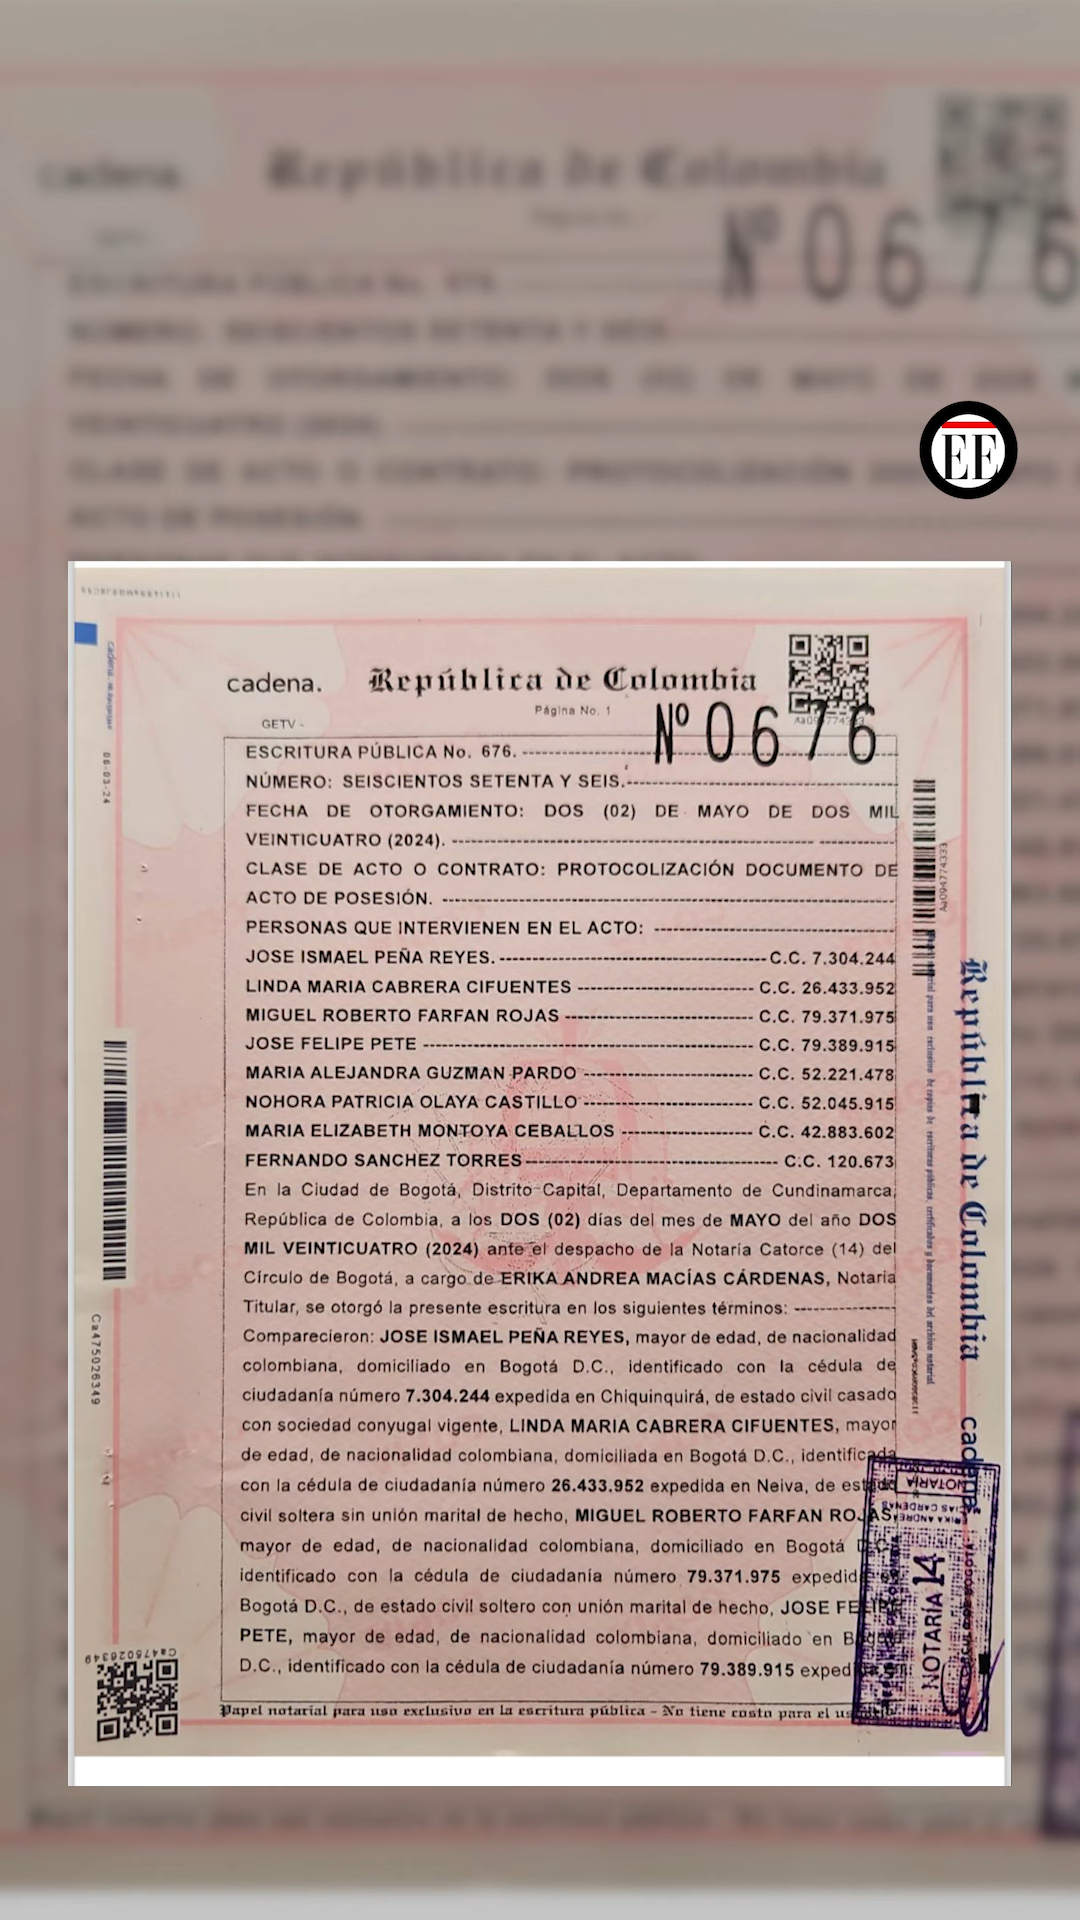 EE
cadena.
República de Colombia
Página No. 1
GETV -
Nº 0676
ESCRITURA PÚBLICA No. 676.
NÚMERO: SEISCIENTOS SETENTA Y SEIS.
FECHA DE OTORGAMIENTO: DOS (02) DE MAYO DE DOS MIL
VEINTICUATRO (2024).
CLASE DE ACTO O CONTRATO: PROTOCOLIZACIÓN DOCUMENTO DE
ACTO DE POSESIÓN.
PERSONAS QUE INTERVIENEN EN EL ACTO:
JOSE ISMAEL PEÑA REYES. C.C. 7.304.244
LINDA MARIA CABRERA CIFUENTES C.C. 26.433.952
MIGUEL ROBERTO FARFAN ROJAS C.C. 79.371.975
JOSE FELIPE PETE C.C. 79.389.915
MARIA ALEJANDRA GUZMAN PARDO C.C. 52.221.478
NOHORA PATRICIA OLAYA CASTILLO C.C. 52.045.915
MARIA ELIZABETH MONTOYA CEBALLOS C.C. 42.883.602
FERNANDO SANCHEZ TORRES C.C. 120.673
En la Ciudad de Bogotá, Distrito Capital, Departamento de Cundinamarca,
República de Colombia, a los DOS (02) días del mes de MAYO del año DOS
MIL VEINTICUATRO (2024) ante el despacho de la Notaría Catorce (14) del
Círculo de Bogotá, a cargo de ERIKA ANDREA MACÍAS CÁRDENAS, Notaria
Titular, se otorgó la presente escritura en los siguientes términos:
Comparecieron: JOSE ISMAEL PEÑA REYES, mayor de edad, de nacionalidad
colombiana, domiciliado en Bogotá D.C., identificado con la cédula de
ciudadanía número 7.304.244 expedida en Chiquinquirá, de estado civil casado
con sociedad conyugal vigente, LINDA MARIA CABRERA CIFUENTES, mayor
de edad, de nacionalidad colombiana, domiciliada en Bogotá D.C., identificada
con la cédula de ciudadanía número 26.433.952 expedida en Neiva, de estado
civil soltera sin unión marital de hecho, MIGUEL ROBERTO FARFAN ROJAS,
mayor de edad, de nacionalidad colombiana, domiciliado en Bogotá D.C.,
identificado con la cédula de ciudadanía número 79.371.975 expedida
Bogotá D.C., de estado civil soltero con unión marital de hecho, JOSE FELIPE
PETE, mayor de edad, de nacionalidad colombiana, domiciliado en Bogotá
D.C., identificado con la cédula de ciudadanía número 79.389.915
Papel notarial para uso exclusivo en la escritura pública - No tiene costo para el usuario
06-03-24
Ca475026349
Ca475026349
Aa094774333
República de Colombia
cadena
NOTARÍA 14